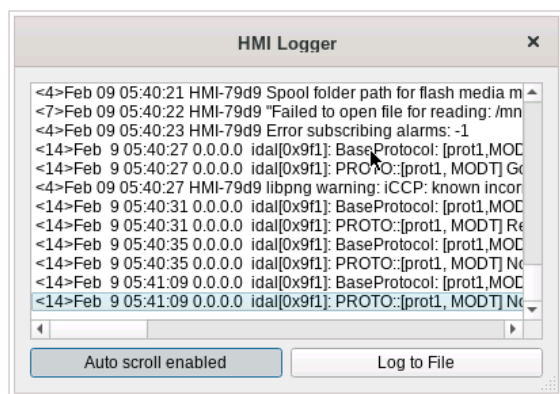 HMI Logger
<4>Feb 09 05:40:21 HMI-79d9 Spool folder path for flash media m
<7>Feb 09 05:40:22 HMI-79d9 "Failed to open file for reading: /mn
<4>Feb 09 05:40:23 HMI-79d9 Error subscribing alarms: -1
<14>Feb  9 05:40:27 0.0.0.0  idal[0x9f1]: BaseProtocol: [prot1,MOD
<14>Feb  9 05:40:27 0.0.0.0  idal[0x9f1]: PROTO::[prot1, MODT] Go
<4>Feb 09 05:40:27 HMI-79d9 libpng warning: iCCP: known incor
<14>Feb  9 05:40:31 0.0.0.0  idal[0x9f1]: BaseProtocol: [prot1,MOD
<14>Feb  9 05:40:31 0.0.0.0  idal[0x9f1]: PROTO::[prot1, MODT] Re
<14>Feb  9 05:40:35 0.0.0.0  idal[0x9f1]: BaseProtocol: [prot1,MOD
<14>Feb  9 05:40:35 0.0.0.0  idal[0x9f1]: PROTO::[prot1, MODT] No
<14>Feb  9 05:41:09 0.0.0.0  idal[0x9f1]: BaseProtocol: [prot1,MOD
<14>Feb  9 05:41:09 0.0.0.0  idal[0x9f1]: PROTO::[prot1, MODT] No
Auto scroll enabled
Log to File